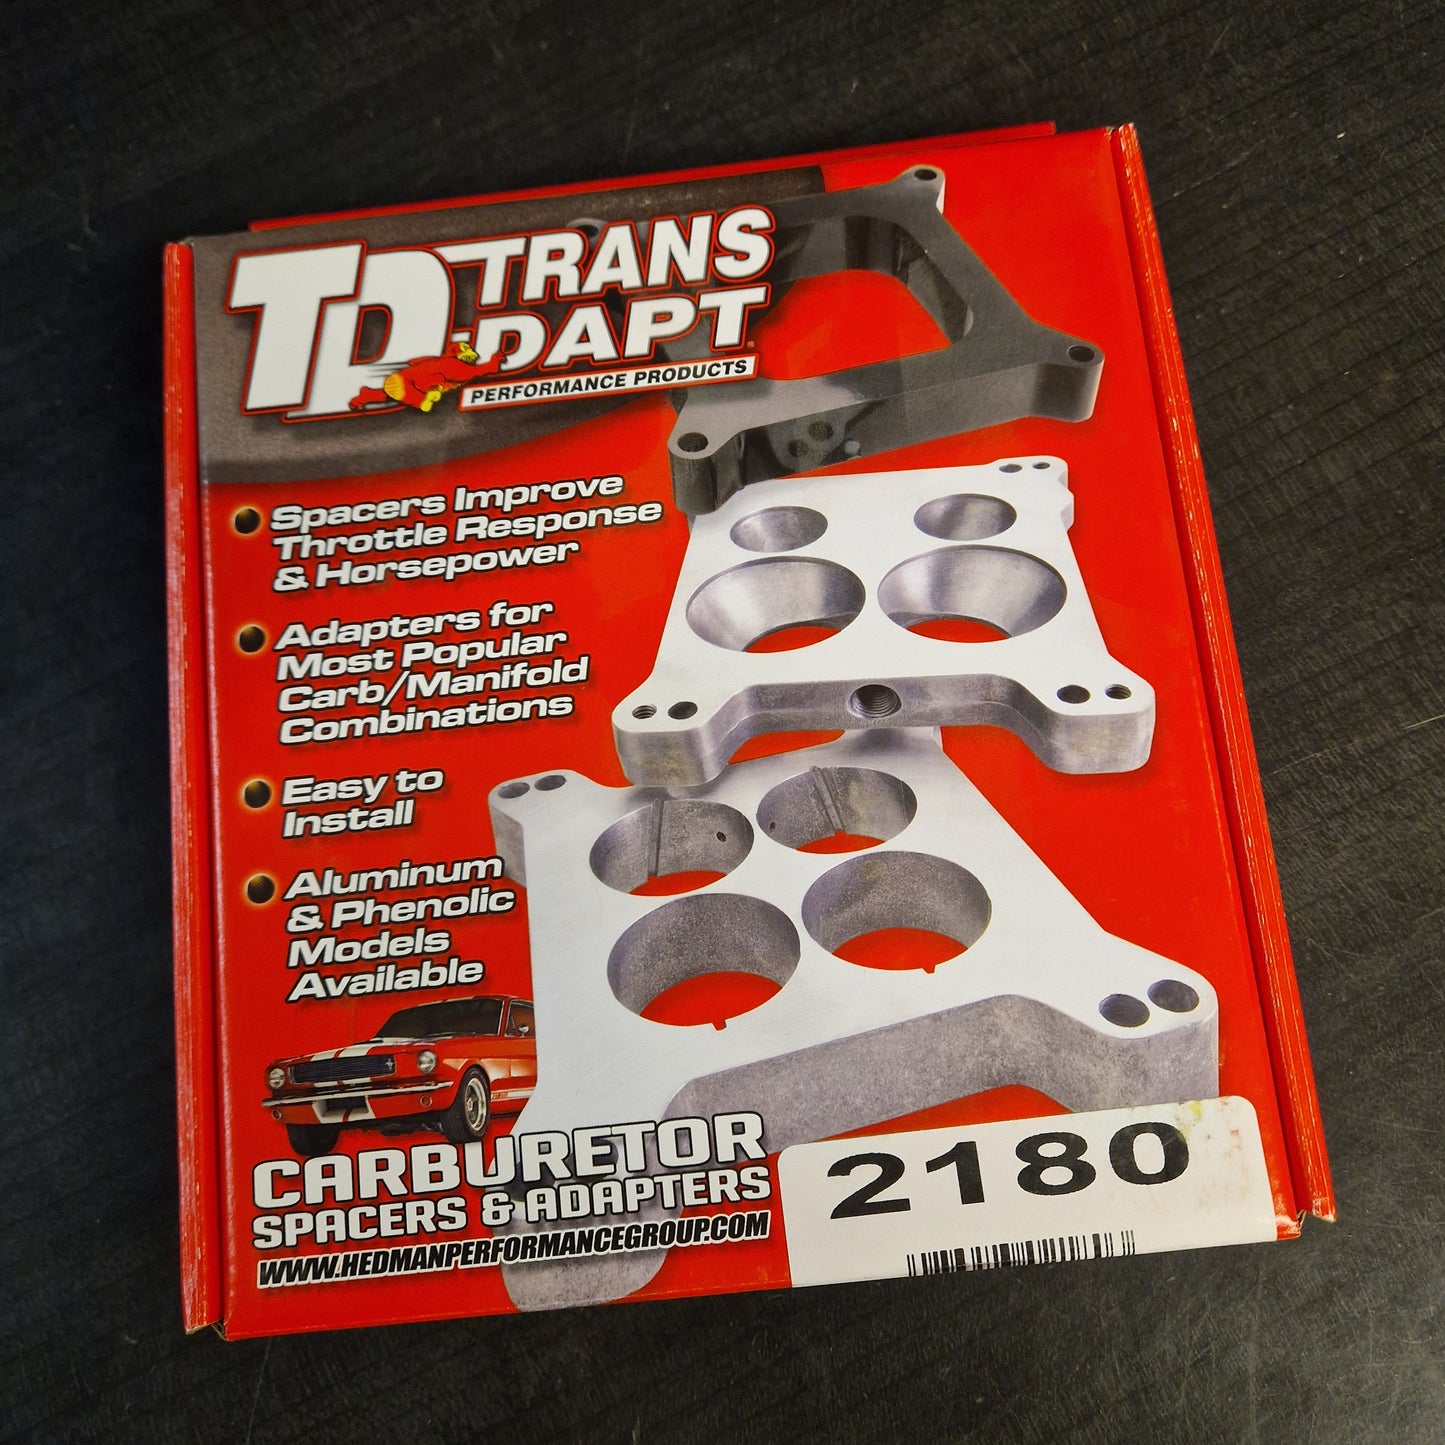 TD TRANS
-DAPT®
PERFORMANCE PRODUCTS
Spacers Improve
Throttle Response
& Horsepower
Adapters for
Most Popular
Carb/Manifold
Combinations
Easy to
Install
Aluminum
& Phenolic
Models
Available
CARBURETOR
SPACERS & ADAPTERS
WWW.HEDMANPERFORMANCEGROUP.COM
2180